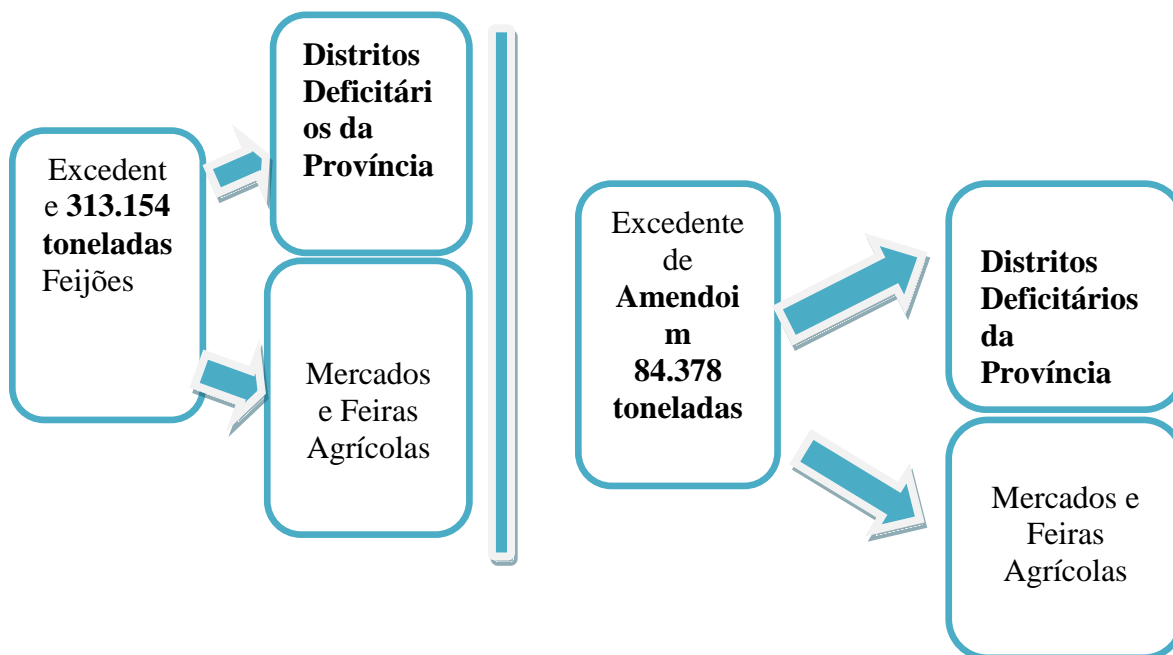 Excedent
e 313.154
toneladas
Feijões
Distritos
Deficitári
os da
Província
Mercados
e Feiras
Agrícolas
Excedente
de
Amendoi
m
84.378
toneladas
Distritos
Deficitários
da
Província
Mercados e
Feiras
Agrícolas